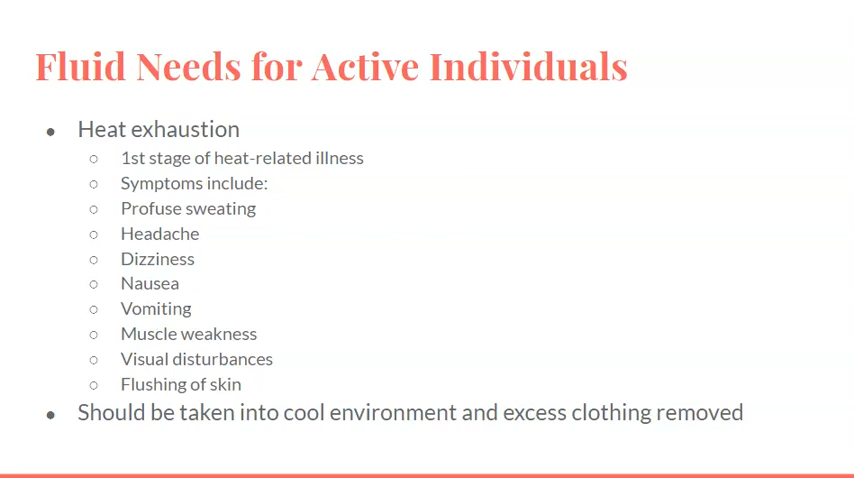 Fluid Needs for Active Individuals
● Heat exhaustion
○ 1st stage of heat-related illness
○ Symptoms include:
○ Profuse sweating
○ Headache
○ Dizziness
○ Nausea
○ Vomiting
○ Muscle weakness
○ Visual disturbances
○ Flushing of skin
● Should be taken into cool environment and excess clothing removed